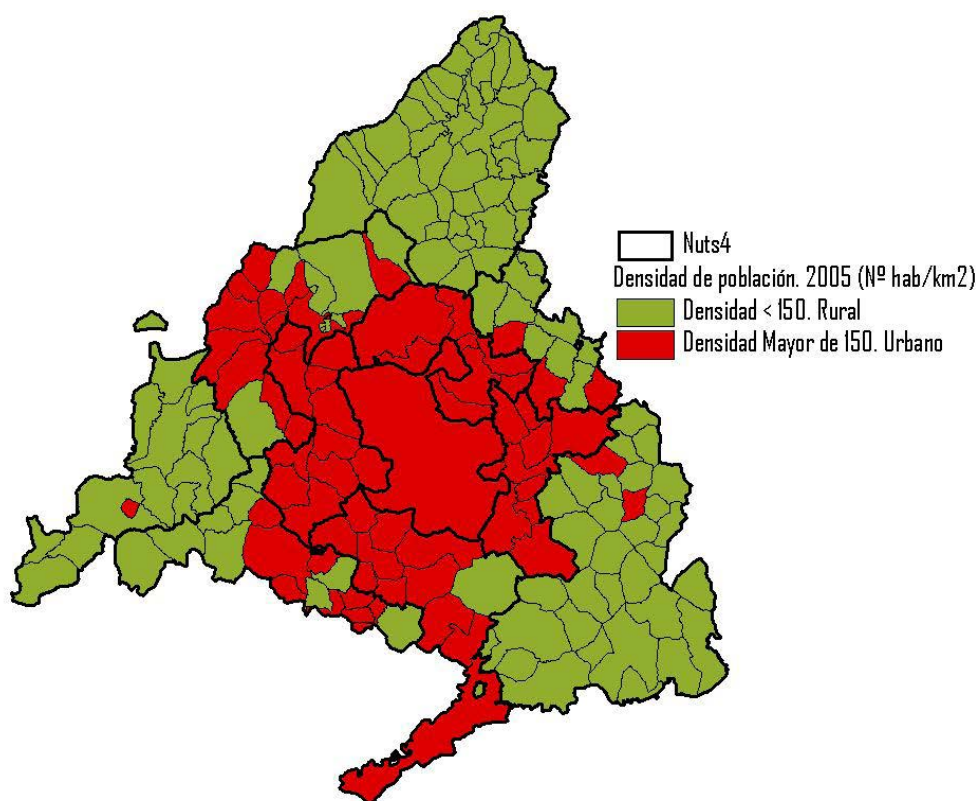 Nuts4
Densidad de población. 2005 (Nº hab/km2)
Densidad < 150. Rural
Densidad Mayor de 150. Urbano